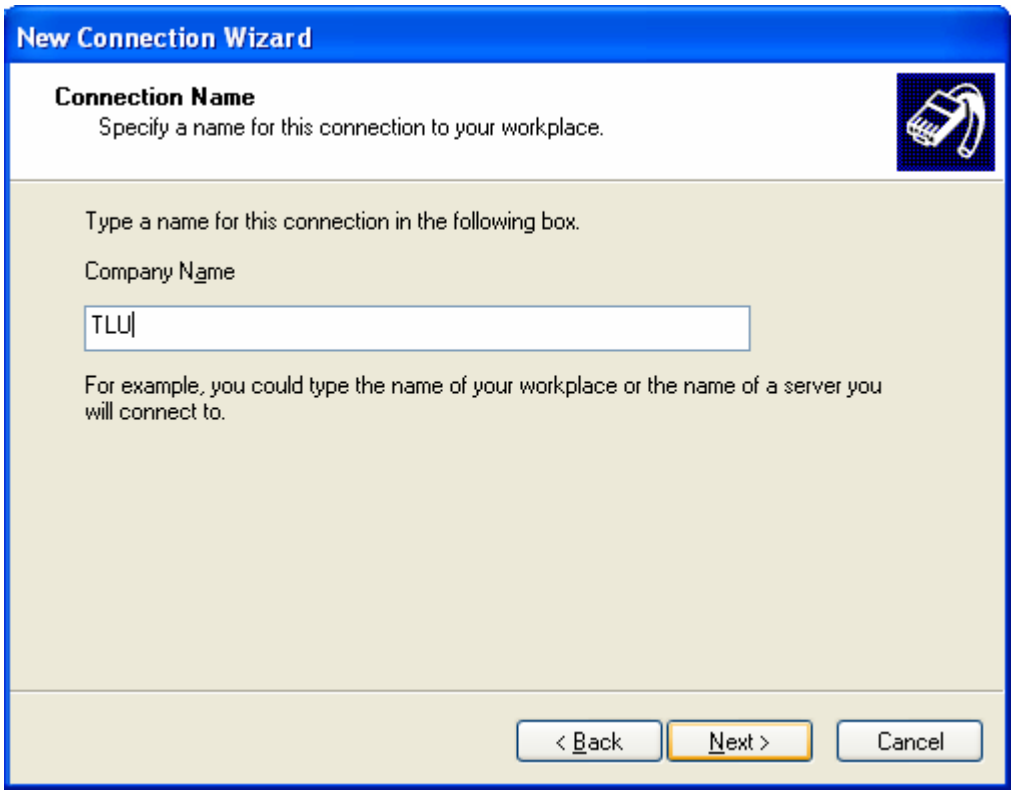 New Connection Wizard
Connection Name
Specify a name for this connection to your workplace.
Type a name for this connection in the following box.
Company Name
TLU
For example, you could type the name of your workplace or the name of a server you
will connect to.
< Back
Next >
Cancel